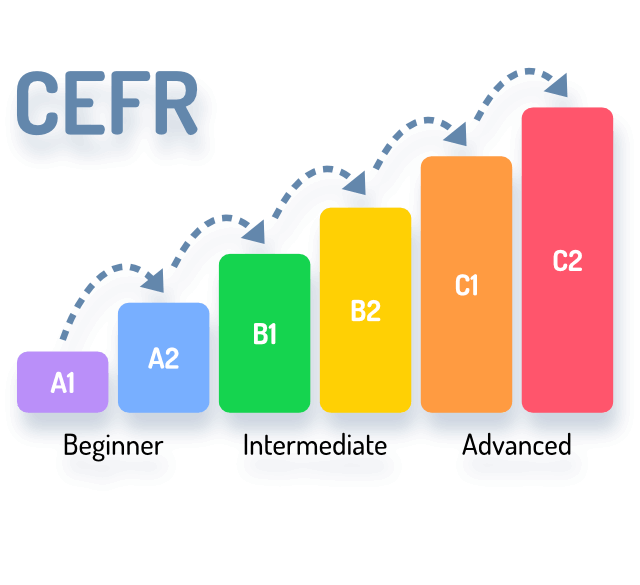 CEFR
A1
A2
B1
B2
C1
C2
Beginner
Intermediate
Advanced